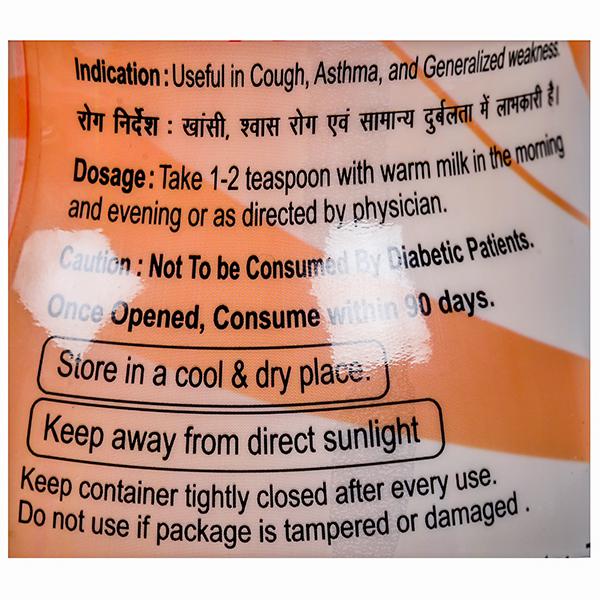 Indication : Useful in Cough, Asthma, and Generalized weakness.
रोग निर्देश : खांसी, श्वास रोग एवं सामान्य दुर्बलता में लाभकारी है।
Dosage : Take 1-2 teaspoon with warm milk in the morning
and evening or as directed by physician.
Caution : Not To be Consumed By Diabetic Patients.
Once Opened, Consume within 90 days.
Store in a cool & dry place.
Keep away from direct sunlight
Keep container tightly closed after every use.
Do not use if package is tampered or damaged .